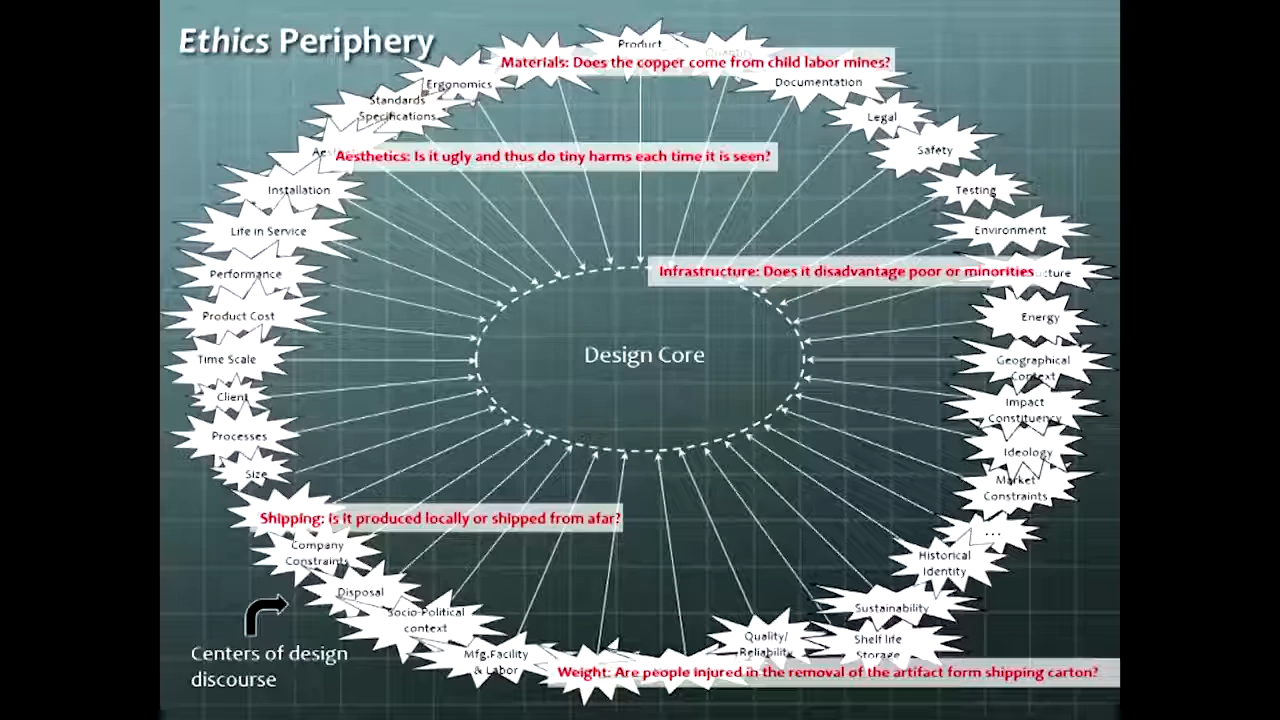 Ethics Periphery
Product
Materials: Does the copper come from child labor mines?
Ergonomics
Documentation
Standards
Specifications
Legal
Safety
Aesthetics: Is it ugly and thus do tiny harms each time it is seen?
Installation
Testing
Life in Service
Environment
Performance
Infrastructure: Does it disadvantage poor or minorities
Product Cost
Energy
Time Scale
Design Core
Geographical
Context
Client
Impact
Constituency
Processes
Ideology
Size
Market
Constraints
Shipping: is it produced locally or shipped from afar?
...
Company
Constraints
Historical
Identity
Disposal
Sustainability
Socio-Political
context
Quality/
Reliability
Shelf life
Storage
Mfg.Facility
& Labor
Weight: Are people injured in the removal of the artifact form shipping carton?
Centers of design
discourse